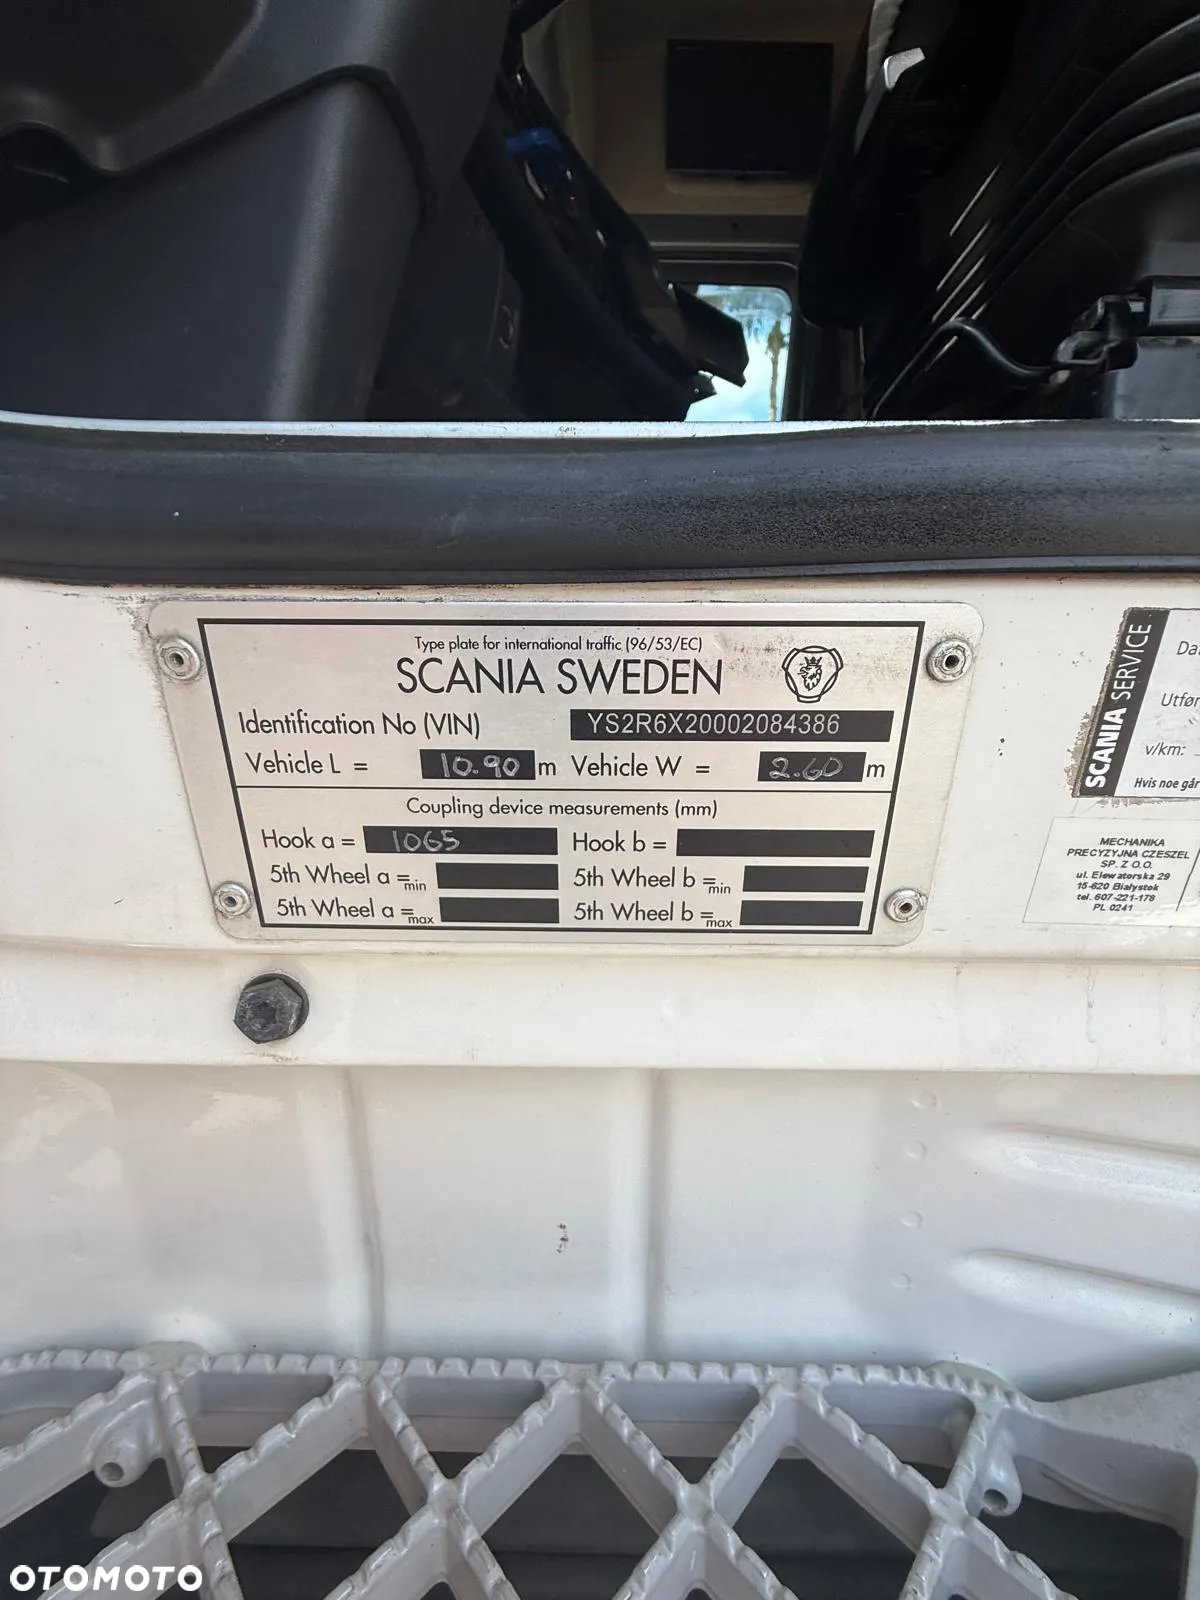 Type plate for international traffic (96/53/EC)
SCANIA SWEDEN
Identification No (VIN) YS2R6X20002084386
Vehicle L = 10.90 m Vehicle W = 2.60 m
Coupling device measurements (mm)
Hook a = 1065 Hook b =
5th Wheel a =min 5th Wheel b =min
5th Wheel a =max 5th Wheel b =max
SCANIA SERVICE
Utfør
v/km:
Hvis noe går
MECHANIKA
PRECYZYJNA CZESZEL
SP. Z O.O.
ul. Elewatorska 29
15-620 Białystok
tel. 607-221-178
PL 0241
OTOMOTO